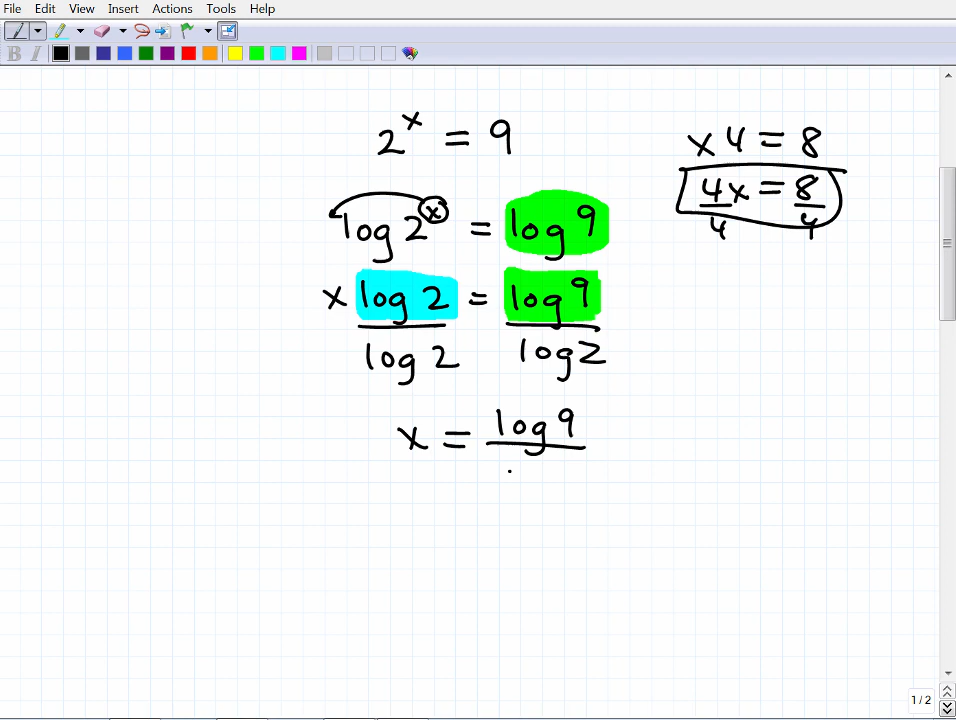 File Edit View Insert Actions Tools Help
B I
2^x = 9
x4 = 8
4x = 8
4 4
log 2^x = log 9
x log 2 = log 9
log 2 log 2
x = log 9
1 / 2